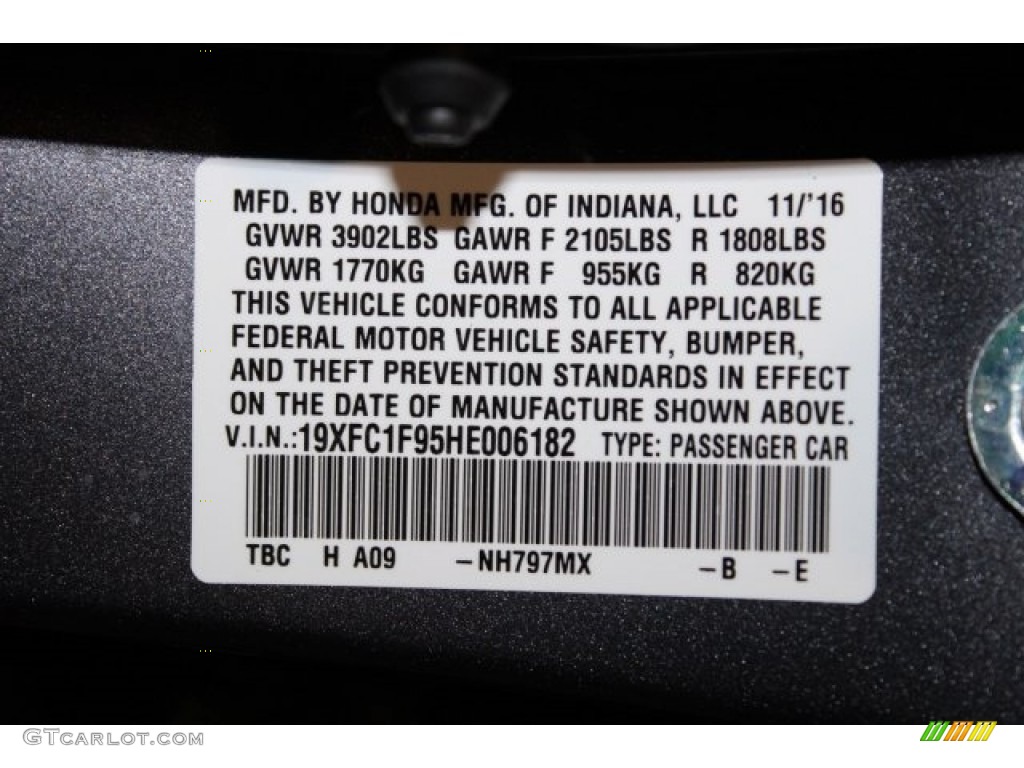 MFD. BY HONDA MFG. OF INDIANA, LLC 11/'16
GVWR 3902LBS GAWR F 2105LBS R 1808LBS
GVWR 1770KG GAWR F 955KG R 820KG
THIS VEHICLE CONFORMS TO ALL APPLICABLE
FEDERAL MOTOR VEHICLE SAFETY, BUMPER,
AND THEFT PREVENTION STANDARDS IN EFFECT
ON THE DATE OF MANUFACTURE SHOWN ABOVE.
V.I.N.:19XFC1F95HE006182 TYPE: PASSENGER CAR
TBC H A09 –NH797MX –B –E
GTCARLOT.COM